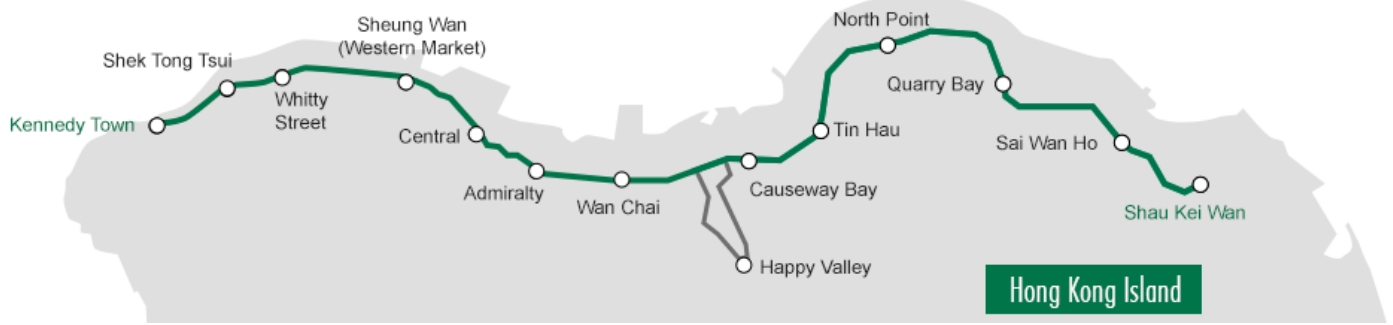 Kennedy Town
Shek Tong Tsui
Whitty
Street
Sheung Wan
(Western Market)
Central
Admiralty
Wan Chai
Causeway Bay
Happy Valley
Tin Hau
North Point
Quarry Bay
Sai Wan Ho
Shau Kei Wan
Hong Kong Island